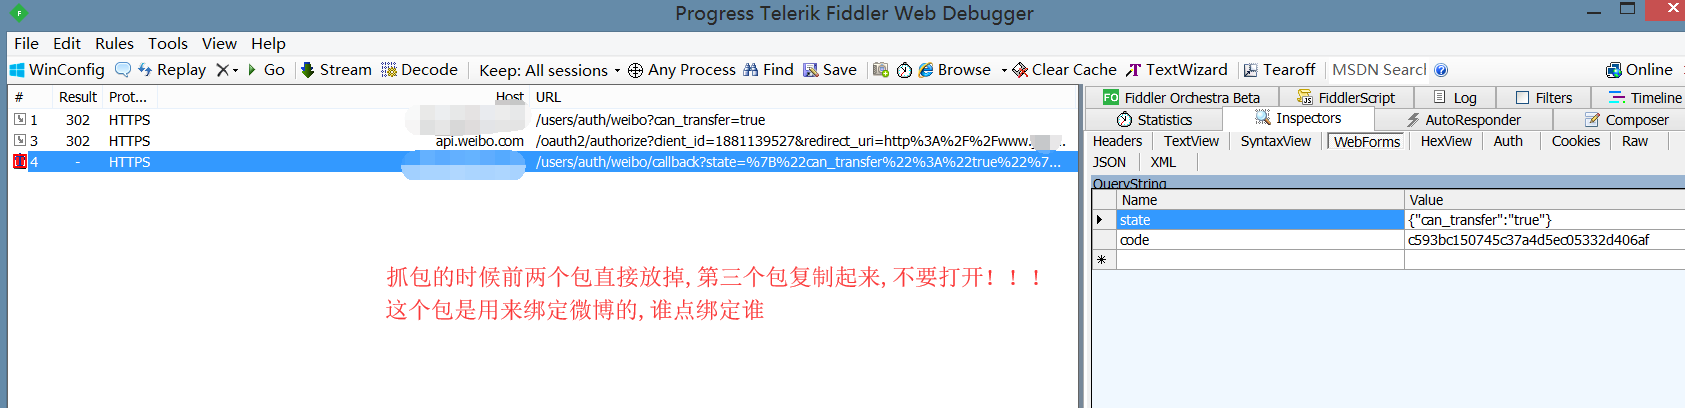 Progress Telerik Fiddler Web Debugger
File Edit Rules Tools View Help
WinConfig Replay Go Stream Decode Keep: All sessions Any Process Find Save Browse Clear Cache TextWizard Tearoff MSDN Searcl Online
# Result Prot... Host URL
1 302 HTTPS /users/auth/weibo?can_transfer=true
3 302 HTTPS api.weibo.com /oauth2/authorize?client_id=1881139527&redirect_uri=http%3A%2F%2Fwww.
4 - HTTPS /users/auth/weibo/callback?state=%7B%22can_transfer%22%3A%22true%22%7...
抓包的时候前两个包直接放掉,第三个包复制起来,不要打开！！！
这个包是用来绑定微博的,谁点绑定谁
FO Fiddler Orchestra Beta FiddlerScript Log Filters Timeline
Statistics Inspectors AutoResponder Composer
Headers TextView SyntaxView WebForms HexView Auth Cookies Raw
JSON XML
QueryString
Name Value
state {"can_transfer":"true"}
code c593bc150745c37a4d5ec05332d406af